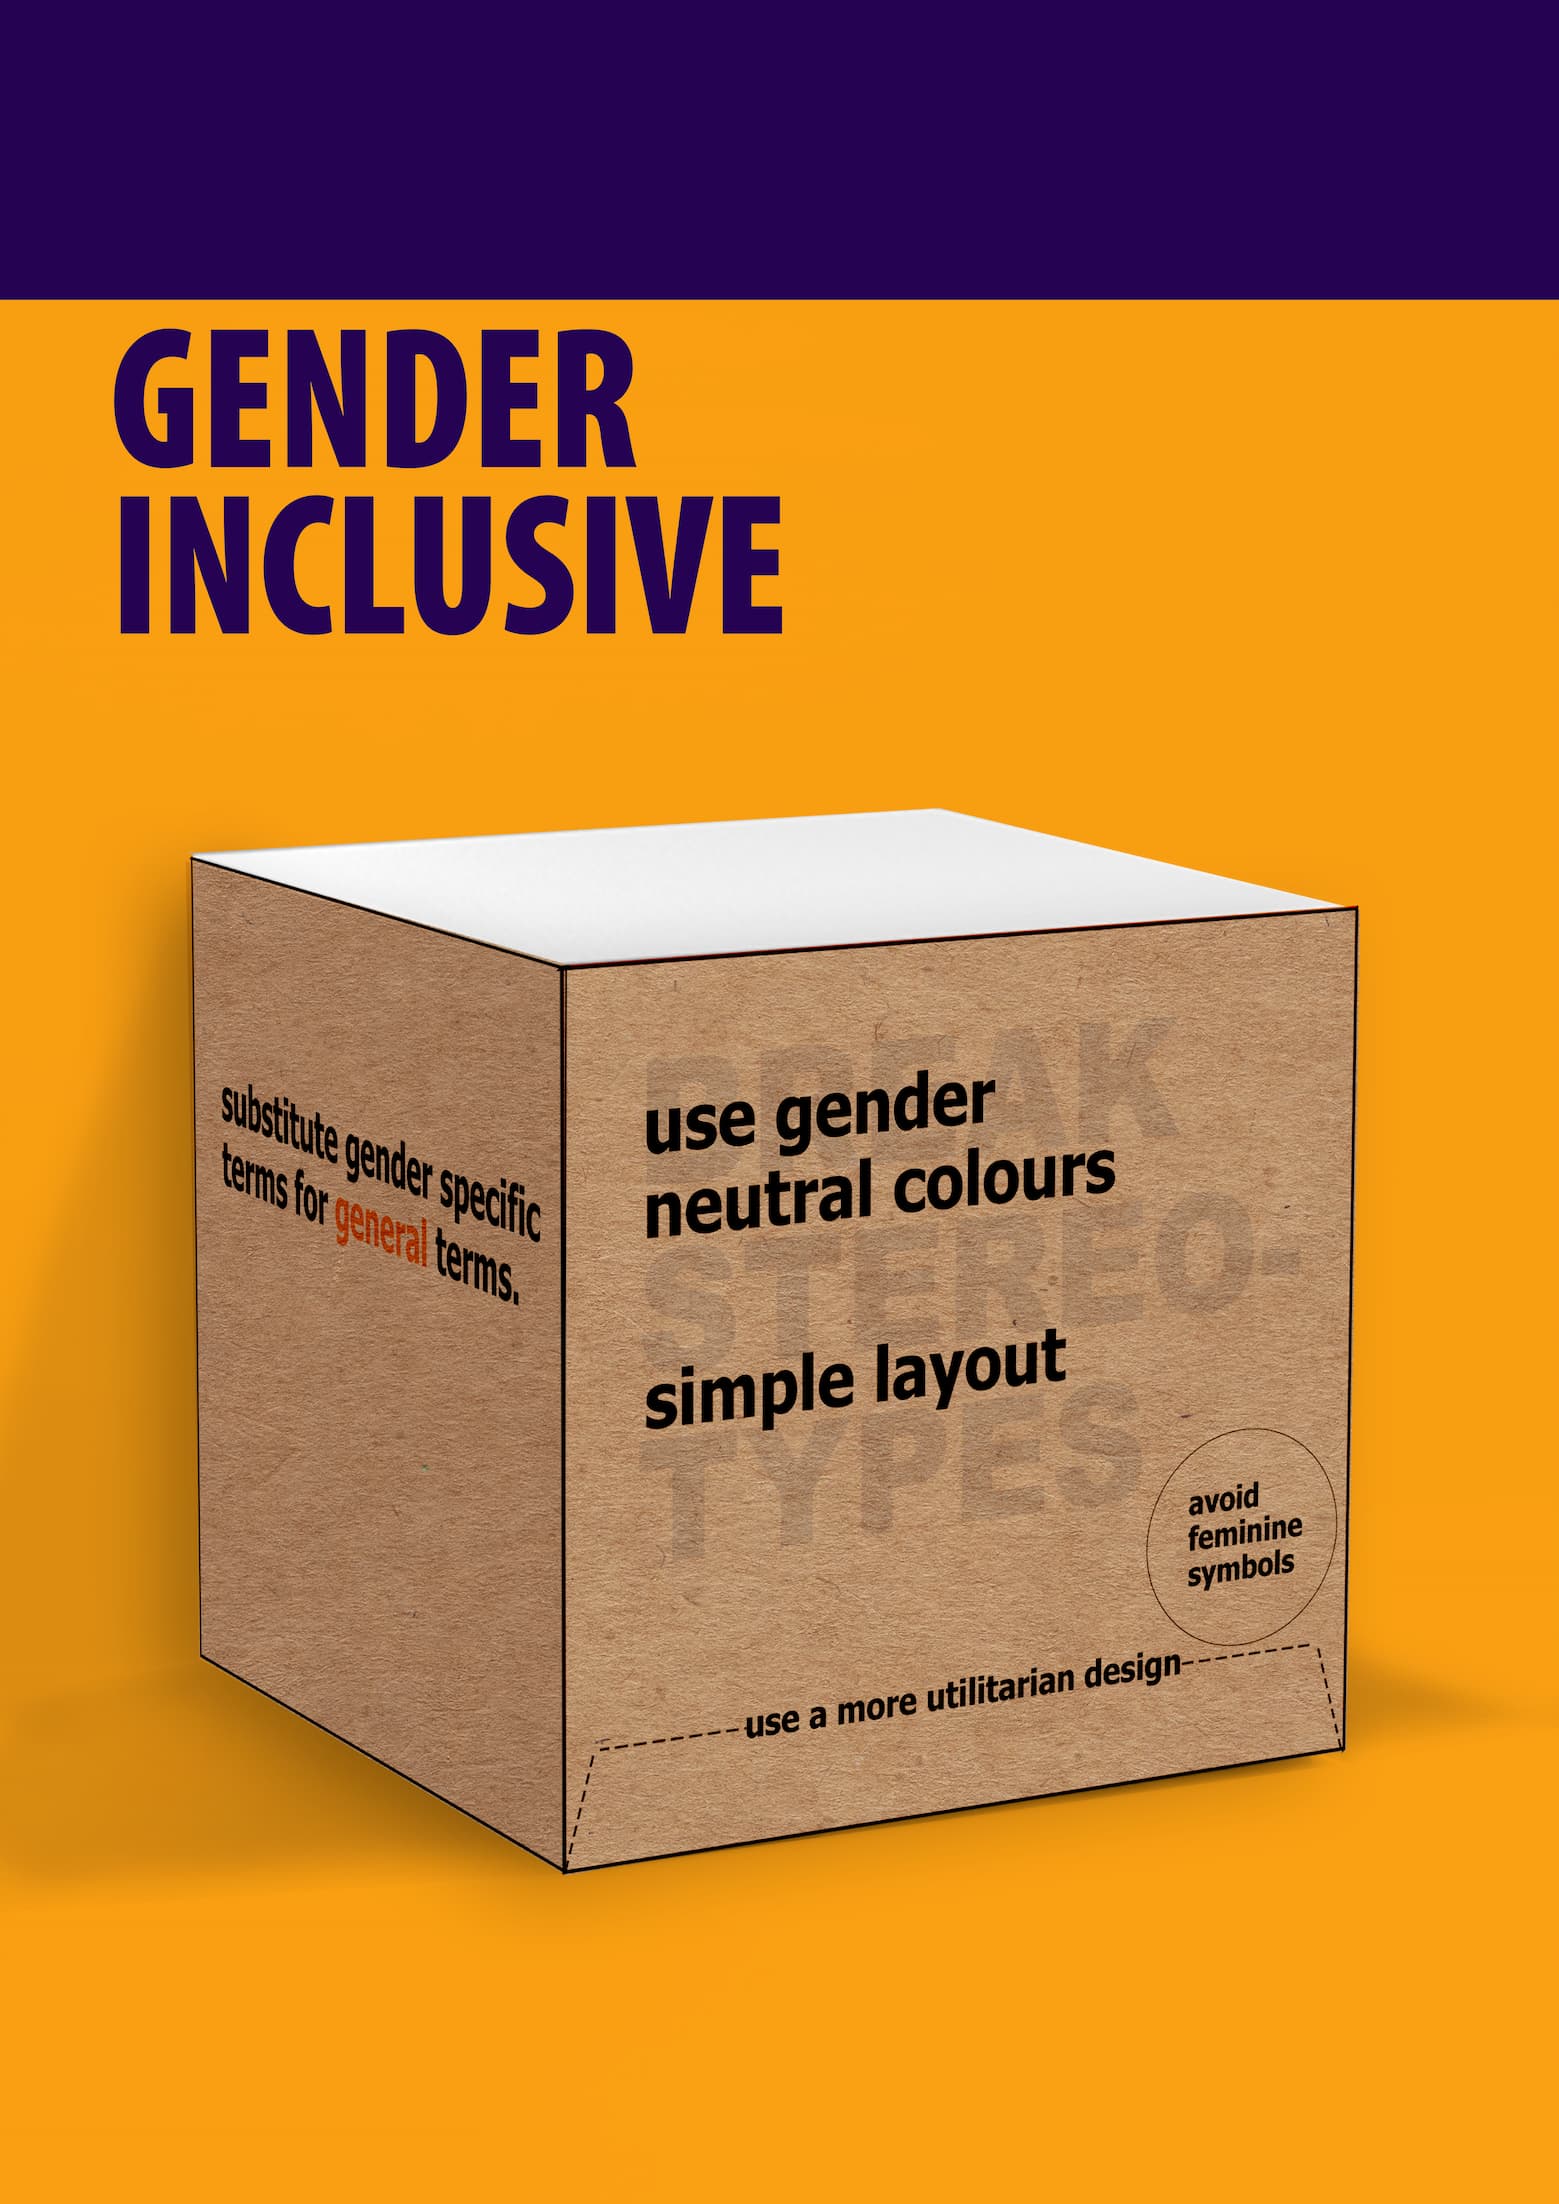 GENDER
INCLUSIVE
substitute gender specific
terms for general terms.
BREAK
STEREO-
TYPES
use gender
neutral colours
simple layout
avoid
feminine
symbols
use a more utilitarian design